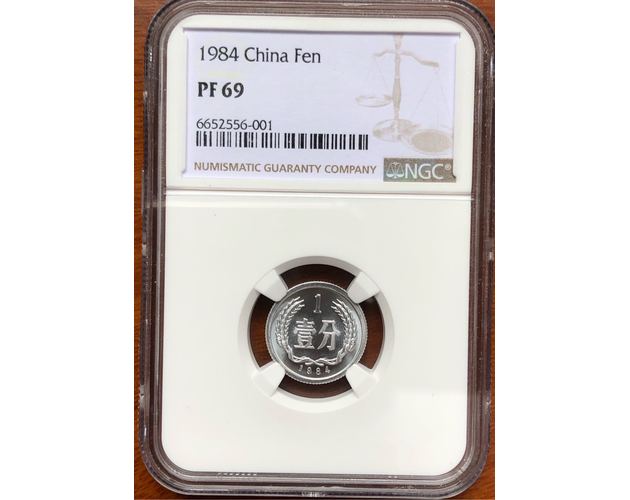 1984 China Fen
PF 69
6652556-001
NUMISMATIC GUARANTY COMPANY
NGC®
1
壹分
1984